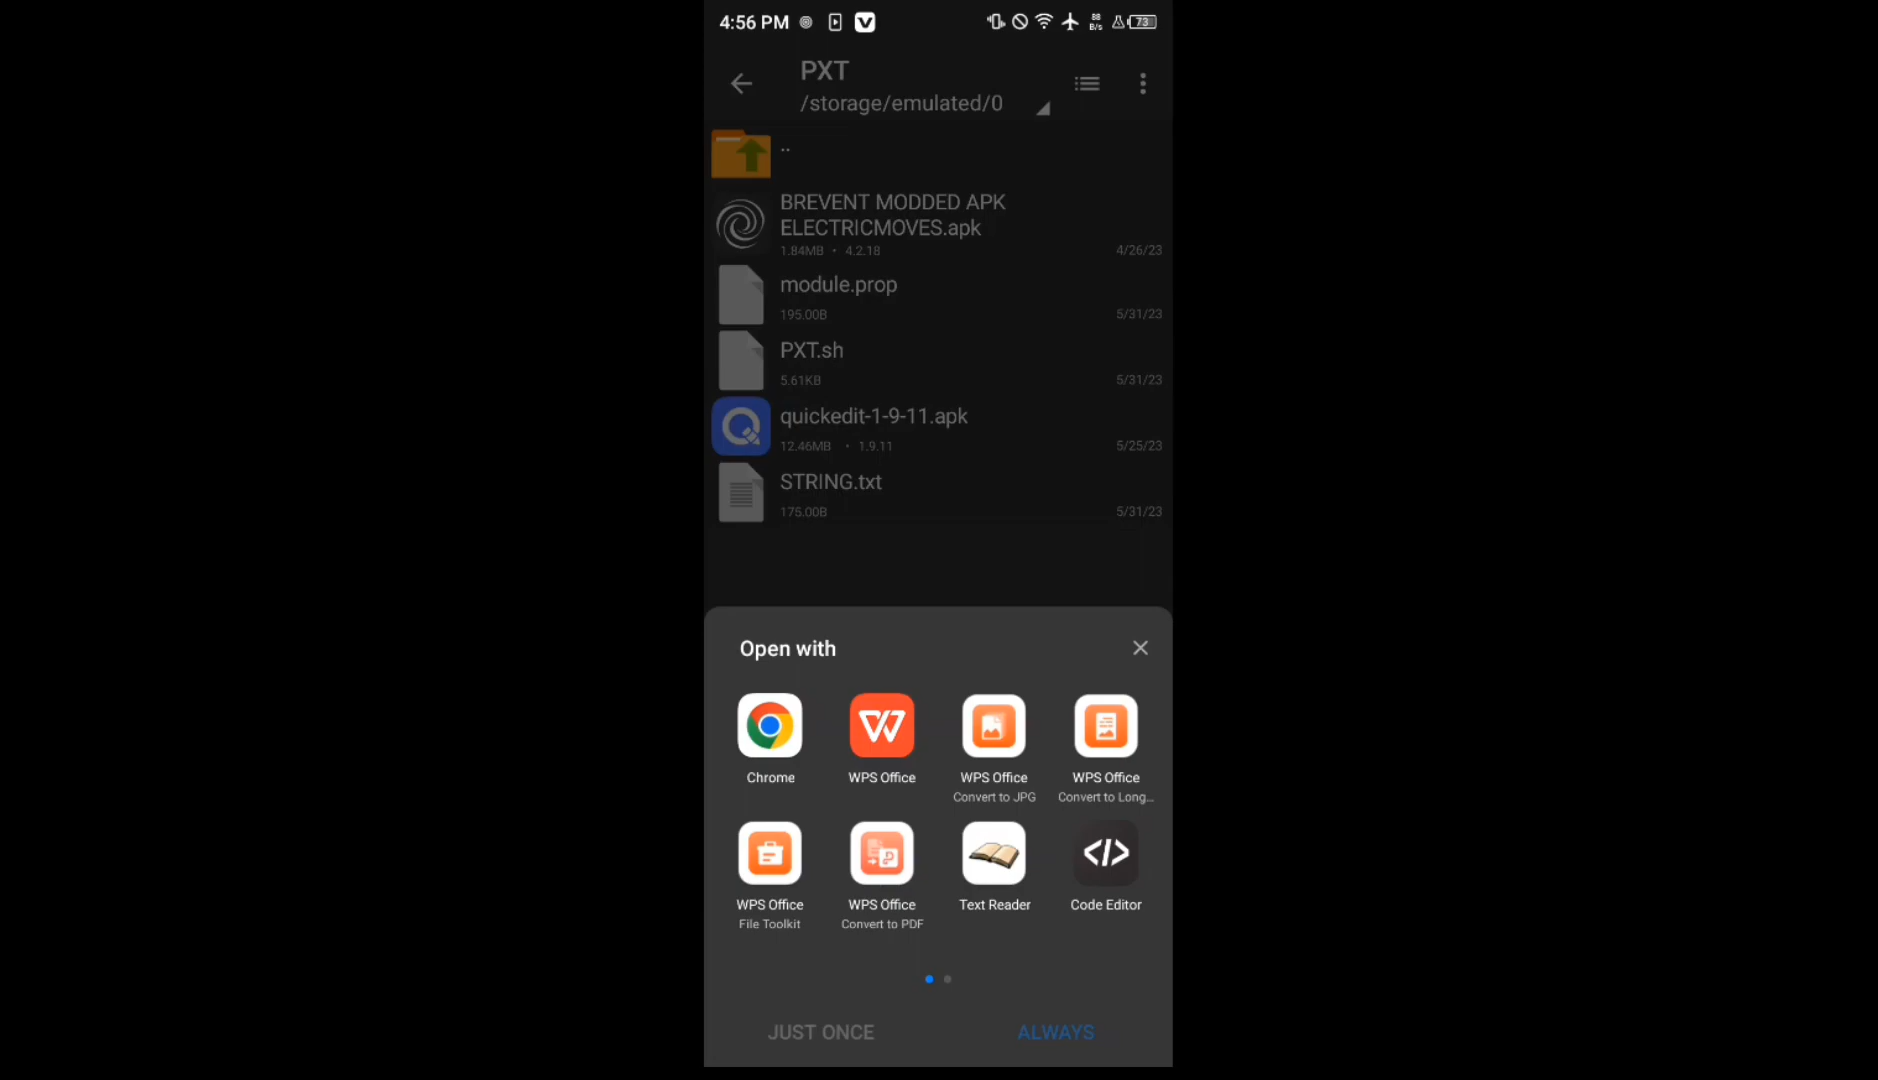 4:56 PM
88
B/s
73
PXT
/storage/emulated/0
..
BREVENT MODDED APK
ELECTRICMOVES.apk
1.84MB • 4.2.18
4/26/23
module.prop
195.00B
5/31/23
PXT.sh
5.61KB
5/31/23
quickedit-1-9-11.apk
12.46MB • 1.9.11
5/25/23
STRING.txt
175.00B
5/31/23
Open with
Chrome
WPS Office
WPS Office
WPS Office
Convert to JPG
Convert to Long...
WPS Office
WPS Office
Text Reader
Code Editor
File Toolkit
Convert to PDF
JUST ONCE
ALWAYS